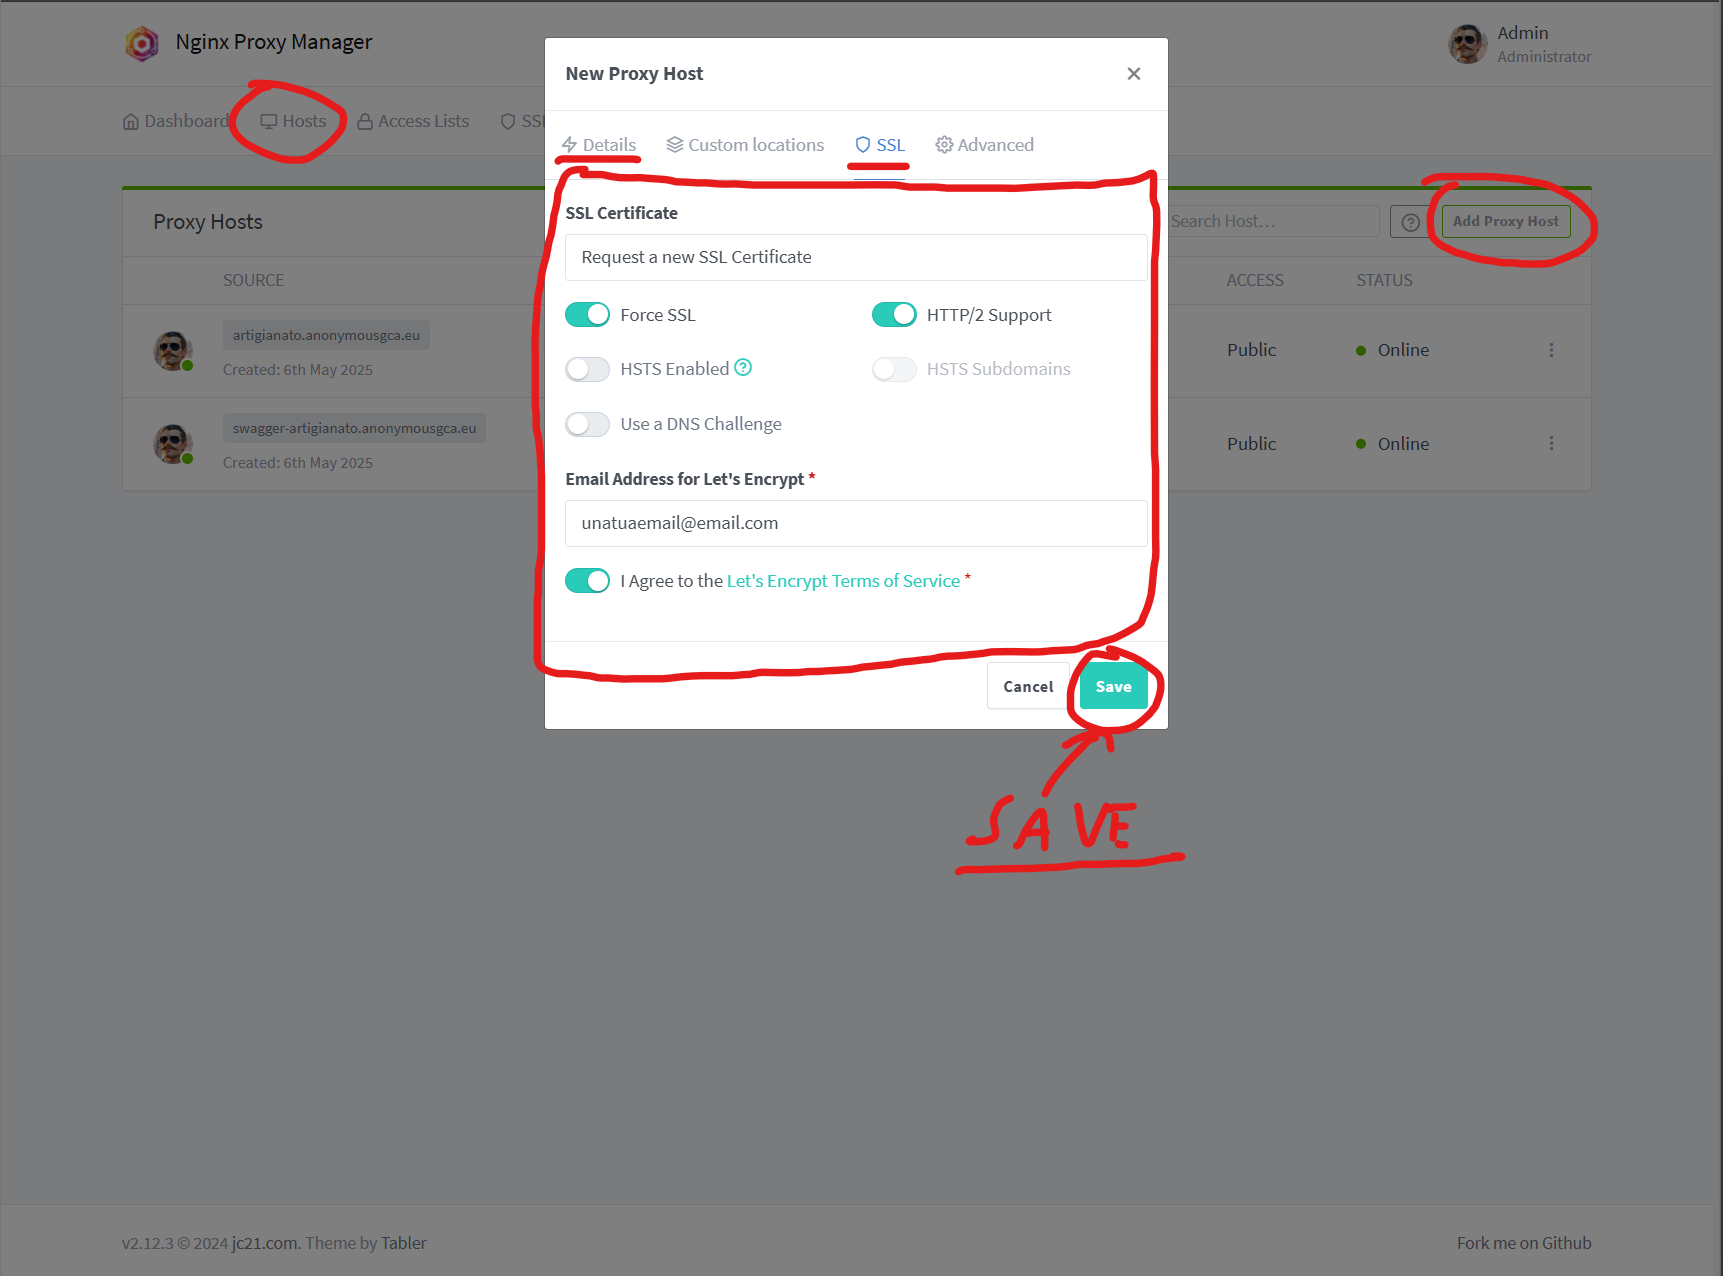 Nginx Proxy Manager
Admin
Administrator
Dashboard
Hosts
Access Lists
SSL
New Proxy Host
Details
Custom locations
SSL
Advanced
Proxy Hosts
Search Host...
Add Proxy Host
SOURCE
ACCESS
STATUS
artigianato.anonymousgca.eu
Created: 6th May 2025
Public
Online
swagger-artigianato.anonymousgca.eu
Created: 6th May 2025
Public
Online
SSL Certificate
Request a new SSL Certificate
Force SSL
HTTP/2 Support
HSTS Enabled
HSTS Subdomains
Use a DNS Challenge
Email Address for Let's Encrypt *
unatuaemail@email.com
I Agree to the Let's Encrypt Terms of Service *
Cancel
Save
SAVE
v2.12.3 © 2024 jc21.com. Theme by Tabler
Fork me on Github